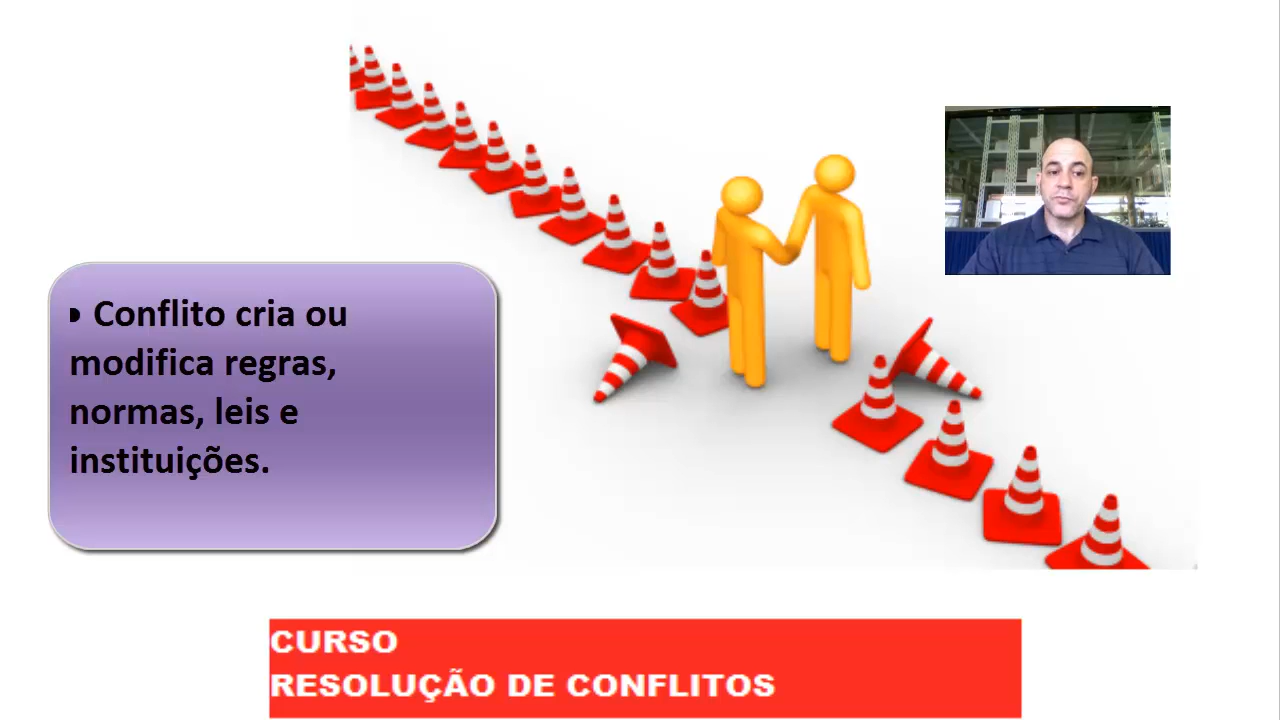 • Conflito cria ou
modifica regras,
normas, leis e
instituições.
CURSO
RESOLUÇÃO DE CONFLITOS